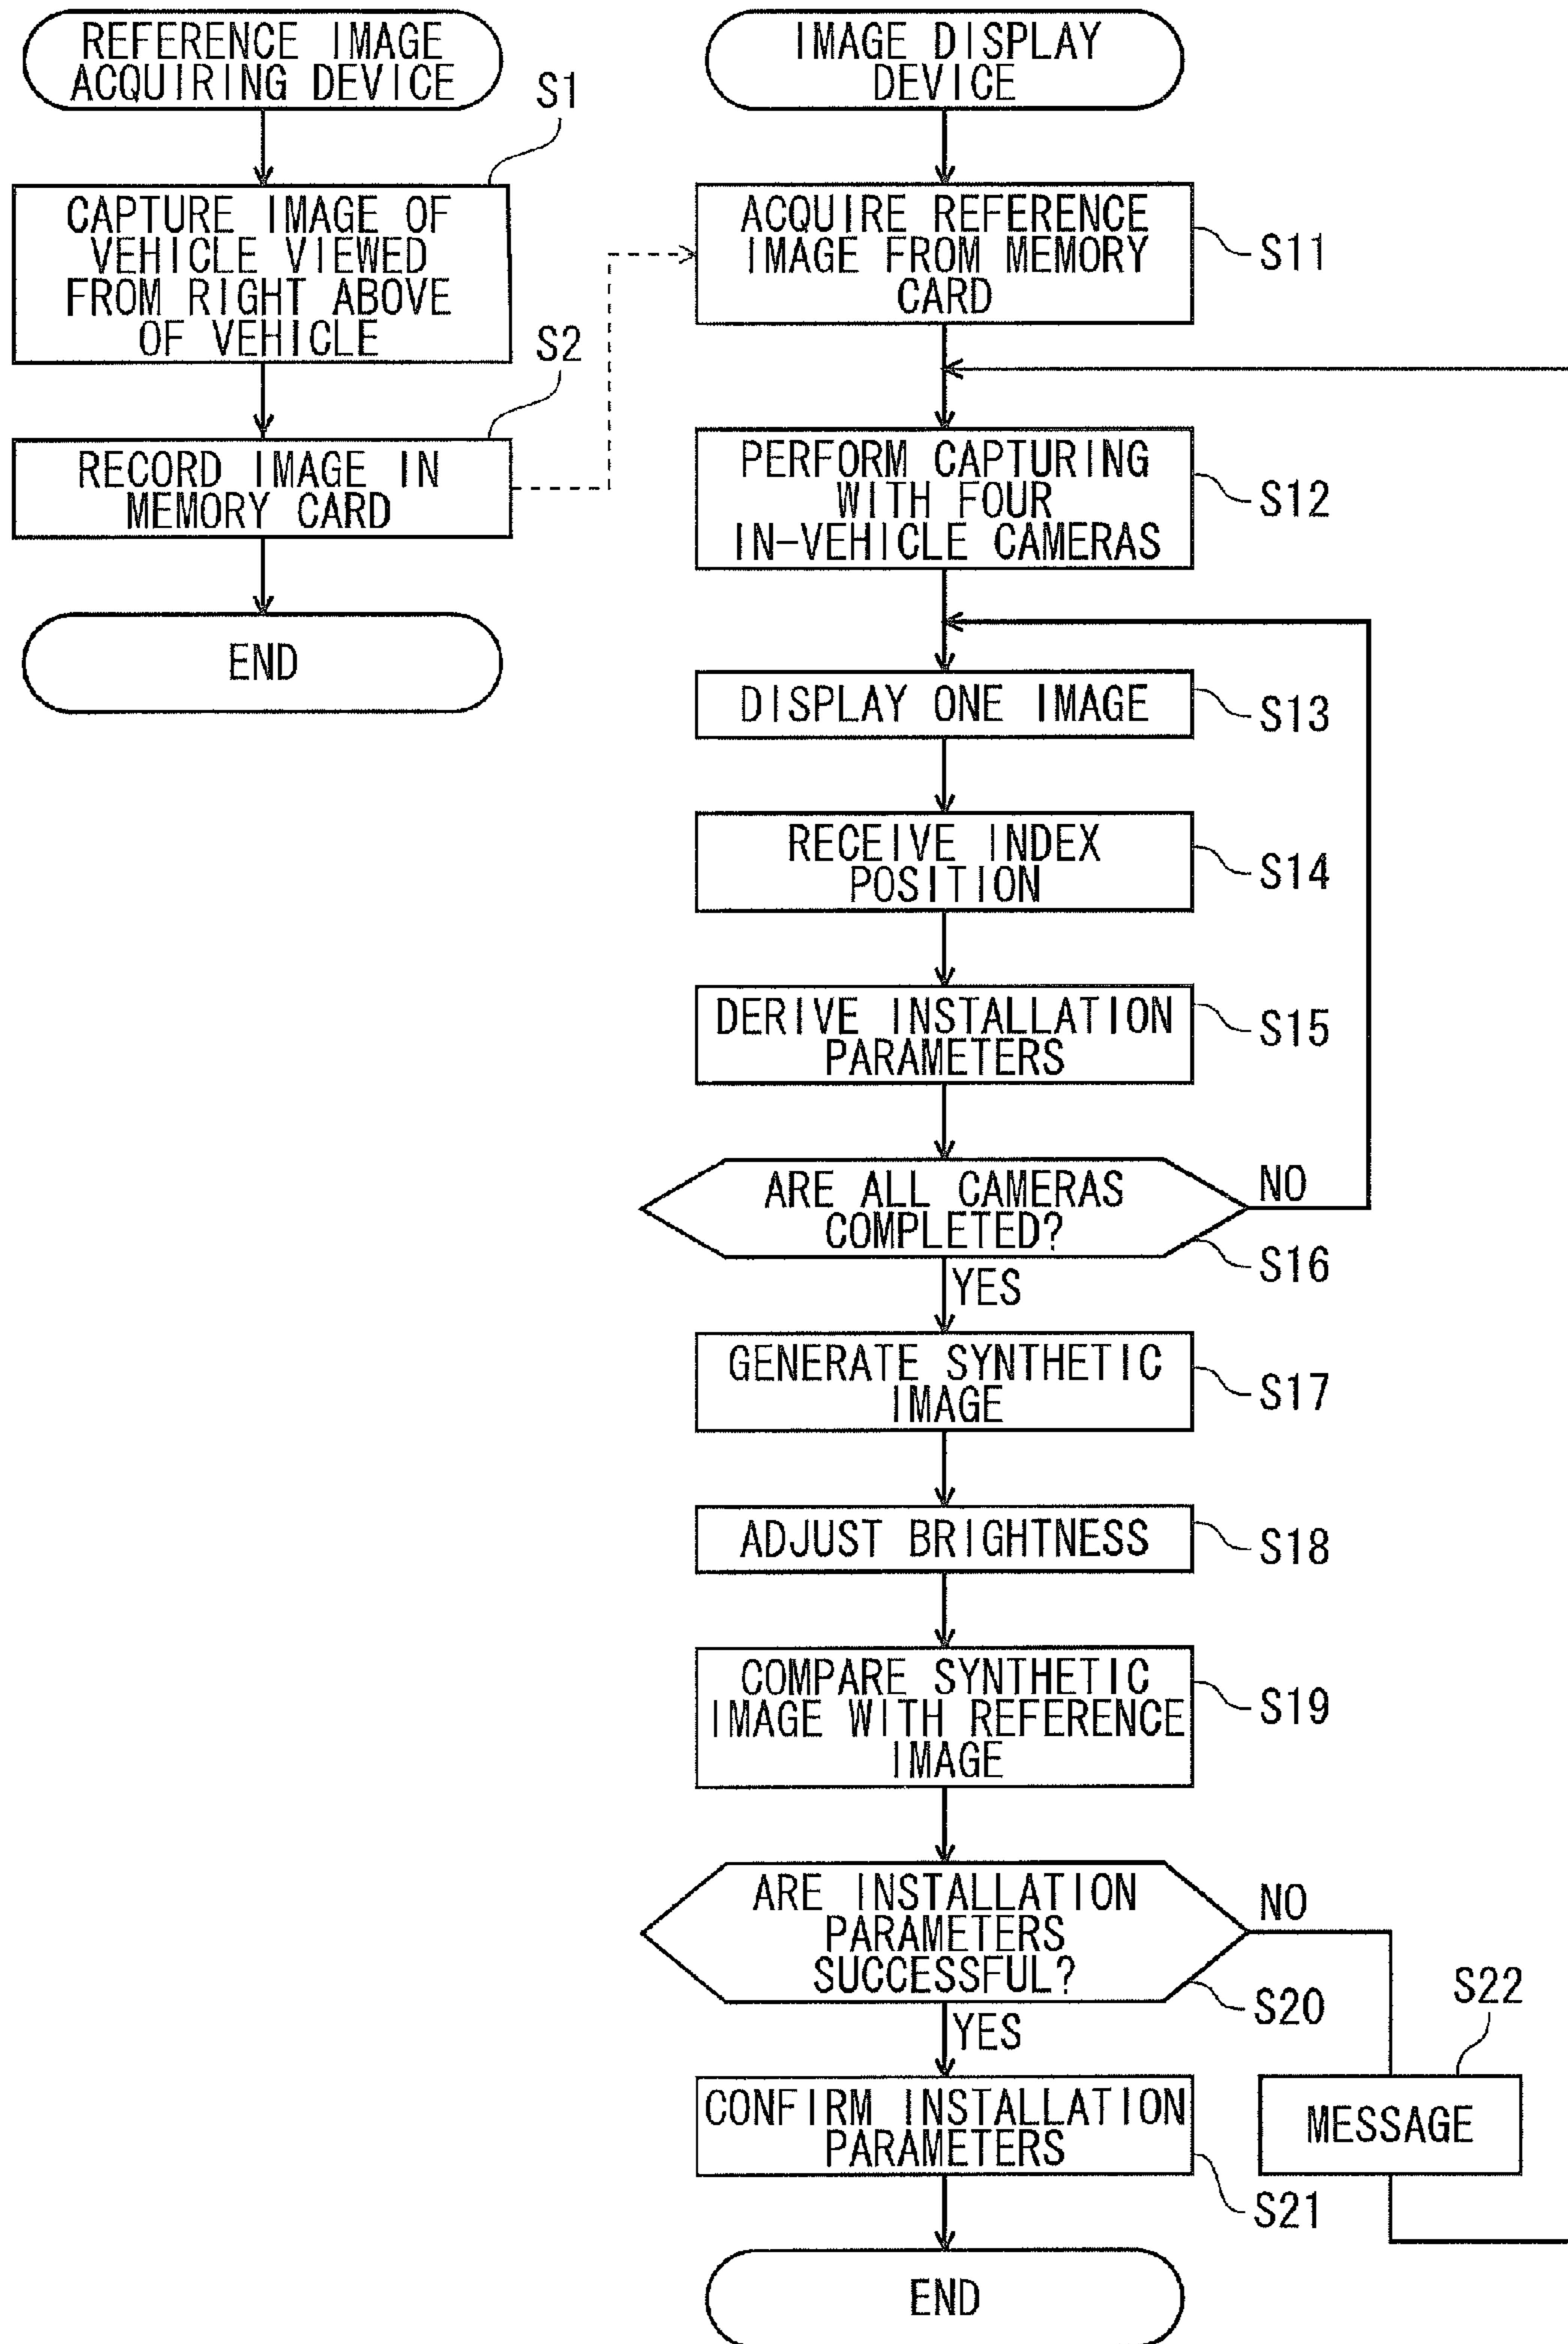 REFERENCE IMAGE
ACQUIRING DEVICE
S1
CAPTURE IMAGE OF
VEHICLE VIEWED
FROM RIGHT ABOVE
OF VEHICLE
S2
RECORD IMAGE IN
MEMORY CARD
END
IMAGE DISPLAY
DEVICE
ACQUIRE REFERENCE
IMAGE FROM MEMORY
CARD
S11
PERFORM CAPTURING
WITH FOUR
IN-VEHICLE CAMERAS
S12
DISPLAY ONE IMAGE
S13
RECEIVE INDEX
POSITION
S14
DERIVE INSTALLATION
PARAMETERS
S15
ARE ALL CAMERAS
COMPLETED?
NO
S16
YES
GENERATE SYNTHETIC
IMAGE
S17
ADJUST BRIGHTNESS
S18
COMPARE SYNTHETIC
IMAGE WITH REFERENCE
IMAGE
S19
ARE INSTALLATION
PARAMETERS
SUCCESSFUL?
NO
S20
YES
S22
MESSAGE
CONFIRM INSTALLATION
PARAMETERS
S21
END